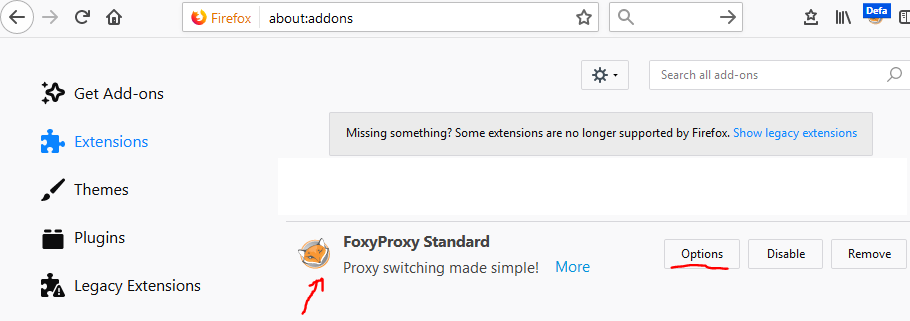 Firefox about:addons
Defa
Get Add-ons
Search all add-ons
Missing something? Some extensions are no longer supported by Firefox. Show legacy extensions
Extensions
Themes
Plugins
Legacy Extensions
FoxyProxy Standard
Proxy switching made simple! More
Options Disable Remove